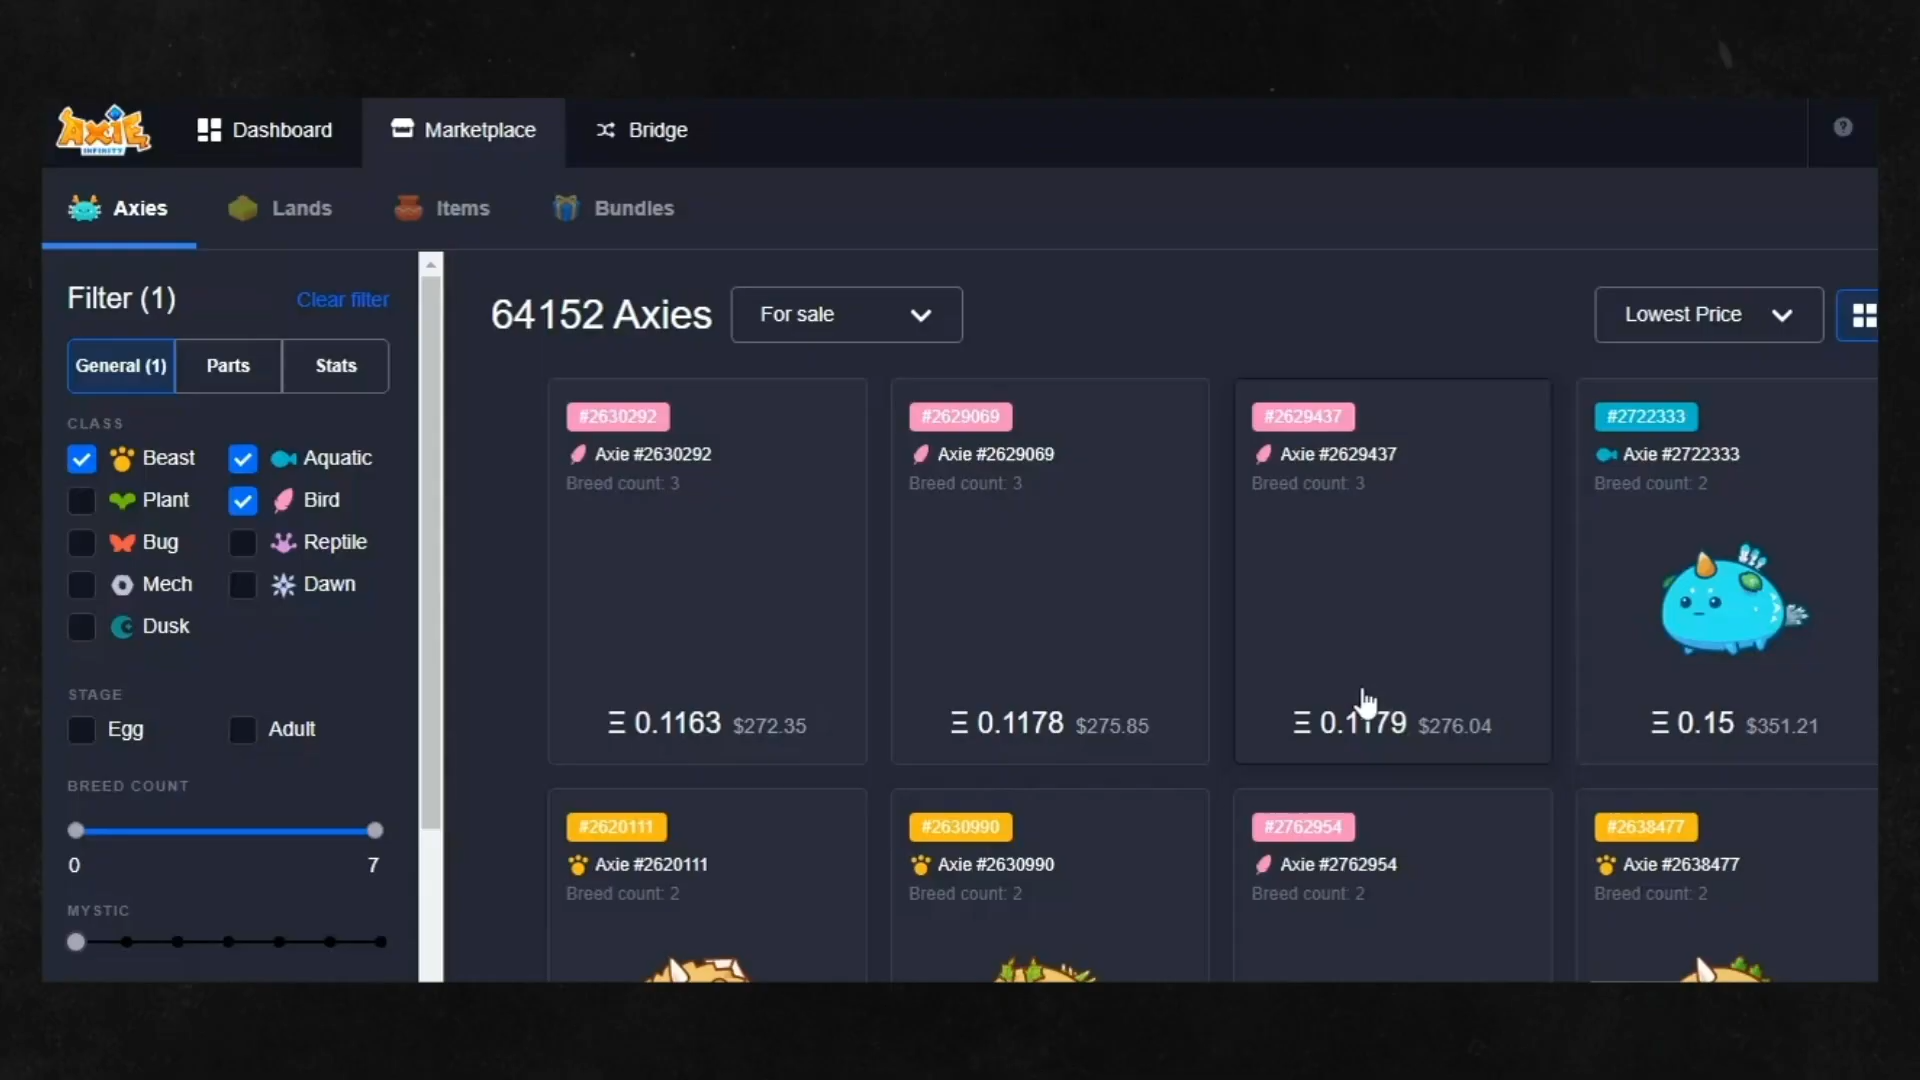 AXIE
INFINITY
Dashboard
Marketplace
Bridge
?
Axies
Lands
Items
Bundles
Filter (1)
Clear filter
General (1)
Parts
Stats
CLASS
Beast
Aquatic
Plant
Bird
Bug
Reptile
Mech
Dawn
Dusk
STAGE
Egg
Adult
BREED COUNT
0
7
MYSTIC
64152 Axies
For sale
Lowest Price
#2630292
Axie #2630292
Breed count: 3
Ξ 0.1163 $272.35
#2629069
Axie #2629069
Breed count: 3
Ξ 0.1178 $275.85
#2629437
Axie #2629437
Breed count: 3
Ξ 0.1179 $276.04
#2722333
Axie #2722333
Breed count: 2
Ξ 0.15 $351.21
#2620111
Axie #2620111
Breed count: 2
#2630990
Axie #2630990
Breed count: 2
#2762954
Axie #2762954
Breed count: 2
#2638477
Axie #2638477
Breed count: 2